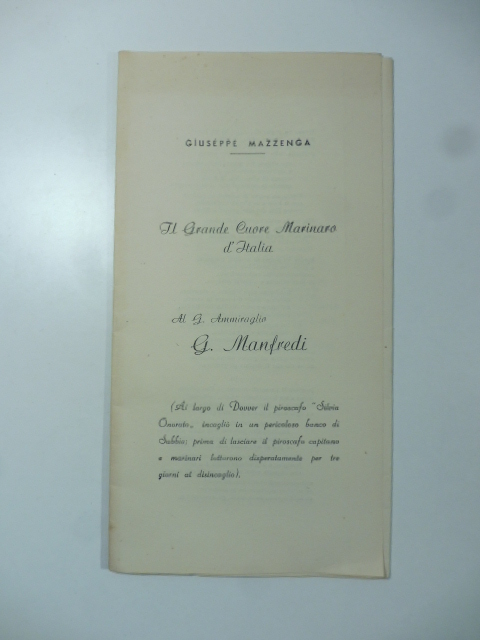 GIUSEPPE MAZZENGA
Il Grande Cuore Marinaro
d'Italia
Al G. Ammiraglio
G. Manfredi
(Al largo di Doover il piroscafo "Silvia
Onorato„ incagliò in un pericoloso banco di
Sabbia: prima di lasciare il piroscafo capitano
e marinari lottarono disperatamente per tre
giorni al disincaglio).